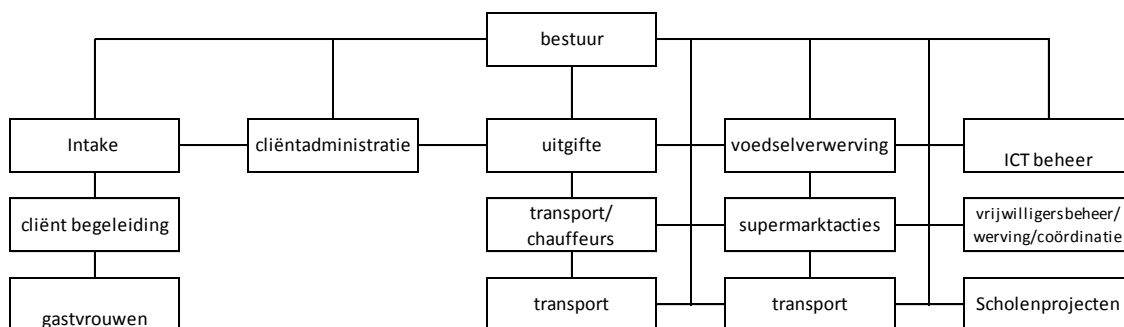 bestuur
Intake
cliëntadministratie
uitgifte
voedselverwerving
ICT beheer
cliënt begeleiding
transport/
chauffeurs
supermarktacties
vrijwilligersbeheer/
werving/coördinatie
gastvrouwen
transport
transport
Scholenprojecten